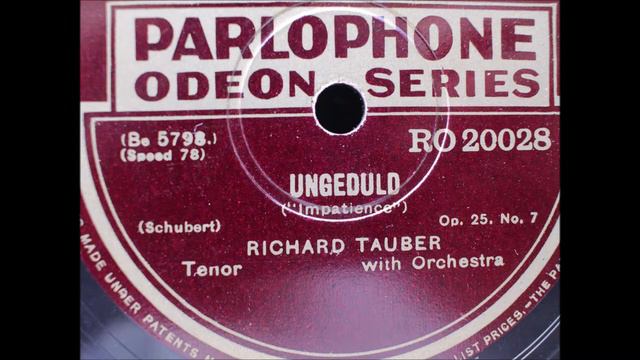 PARLOPHONE
ODEON SERIES
(Be 5798.)
(Speed 78)
RO 20028
UNGEDULD
("Impatience")
(Schubert)
Op. 25. No. 7
RICHARD TAUBER
Tenor with Orchestra
MADE UNDER PATENTS
LIST PRICES.-THE